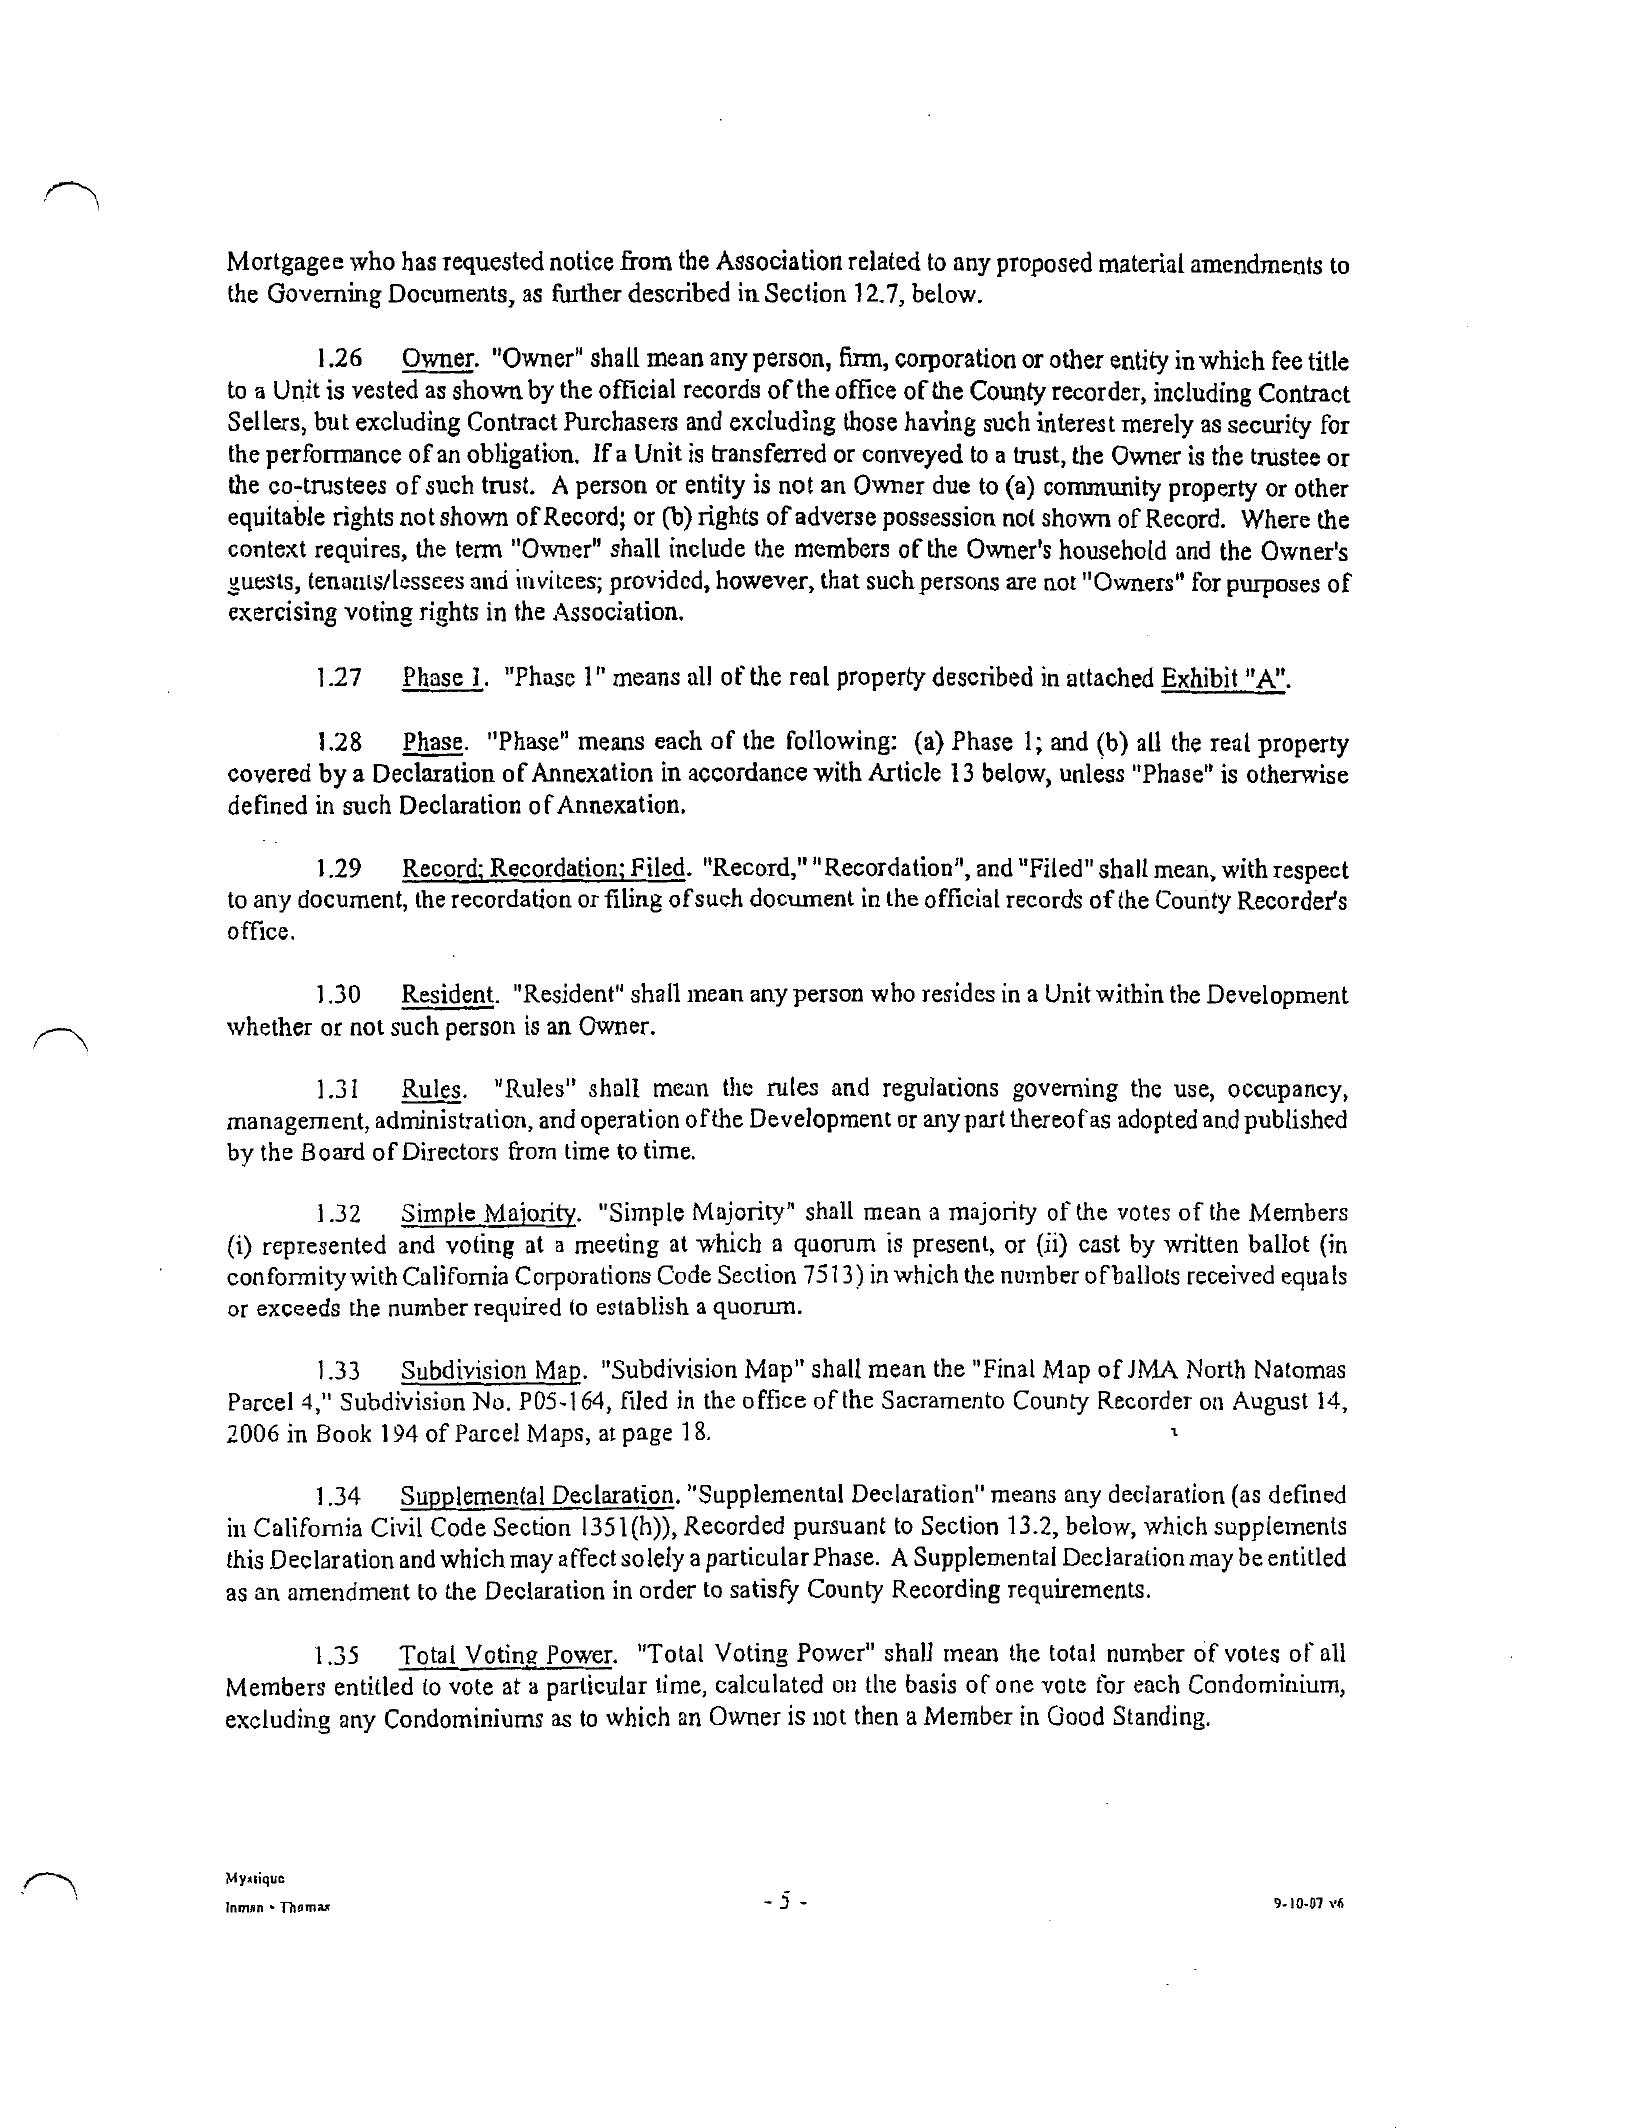 Mortgagee who has requested notice from the Association related to any proposed material amendments to
the Governing Documents, as further described in Section 12.7, below.
1.26 Owner. "Owner" shall mean any person, firm, corporation or other entity in which fee title
to a Unit is vested as shown by the official records of the office of the County recorder, including Contract
Sellers, but excluding Contract Purchasers and excluding those having such interest merely as security for
the performance of an obligation. If a Unit is transferred or conveyed to a trust, the Owner is the trustee or
the co-trustees of such trust. A person or entity is not an Owner due to (a) community property or other
equitable rights not shown of Record; or (b) rights of adverse possession not shown of Record. Where the
context requires, the term "Owner" shall include the members of the Owner's household and the Owner's
guests, tenants/lessees and invitees; provided, however, that such persons are not "Owners" for purposes of
exercising voting rights in the Association.
1.27 Phase 1. "Phase 1" means all of the real property described in attached Exhibit "A".
1.28 Phase. "Phase" means each of the following: (a) Phase 1; and (b) all the real property
covered by a Declaration of Annexation in accordance with Article 13 below, unless "Phase" is otherwise
defined in such Declaration of Annexation.
1.29 Record; Recordation; Filed. "Record," "Recordation", and "Filed" shall mean, with respect
to any document, the recordation or filing of such document in the official records of the County Recorder's
office.
1.30 Resident. "Resident" shall mean any person who resides in a Unit within the Development
whether or not such person is an Owner.
1.31 Rules. "Rules" shall mean the rules and regulations governing the use, occupancy,
management, administration, and operation of the Development or any part thereof as adopted and published
by the Board of Directors from time to time.
1.32 Simple Majority. "Simple Majority" shall mean a majority of the votes of the Members
(i) represented and voting at a meeting at which a quorum is present, or (ii) cast by written ballot (in
conformity with California Corporations Code Section 7513) in which the number of ballots received equals
or exceeds the number required to establish a quorum.
1.33 Subdivision Map. "Subdivision Map" shall mean the "Final Map of JMA North Natomas
Parcel 4," Subdivision No. P05-164, filed in the office of the Sacramento County Recorder on August 14,
2006 in Book 194 of Parcel Maps, at page 18.
1.34 Supplemental Declaration. "Supplemental Declaration" means any declaration (as defined
in California Civil Code Section 1351(h)), Recorded pursuant to Section 13.2, below, which supplements
this Declaration and which may affect solely a particular Phase. A Supplemental Declaration may be entitled
as an amendment to the Declaration in order to satisfy County Recording requirements.
1.35 Total Voting Power. "Total Voting Power" shall mean the total number of votes of all
Members entitled to vote at a particular time, calculated on the basis of one vote for each Condominium,
excluding any Condominiums as to which an Owner is not then a Member in Good Standing.
Mystique
Inman • Thomas
- 5 -
9-10-07 v6